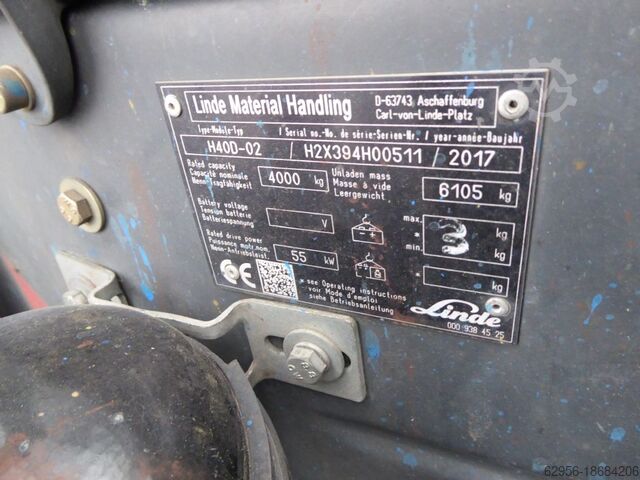 Linde Material Handling
D-63743 Aschaffenburg
Carl-von-Linde-Platz
Type-Modele-Typ / Serial no.-No. de série-Serien-Nr. / year-année-Baujahr
H40D-02 / H2X394H00511 / 2017
Rated capacity
Capacité nominale
Nenn-Tragfähigkeit
4000 kg
Unladen mass
Masse à vide
Leergewicht
6105 kg
Battery voltage
Tension batterie
Batteriespannung
V
max. kg
*
min. kg
Rated drive power
Puissance motr.nom.
Nenn-Antriebsleist.
55 kW
* kg
CE
* see Operating instructions
voir Mode d'emploi
siehe Betriebsanleitung
Linde
000 938 45 25
62956-18684206